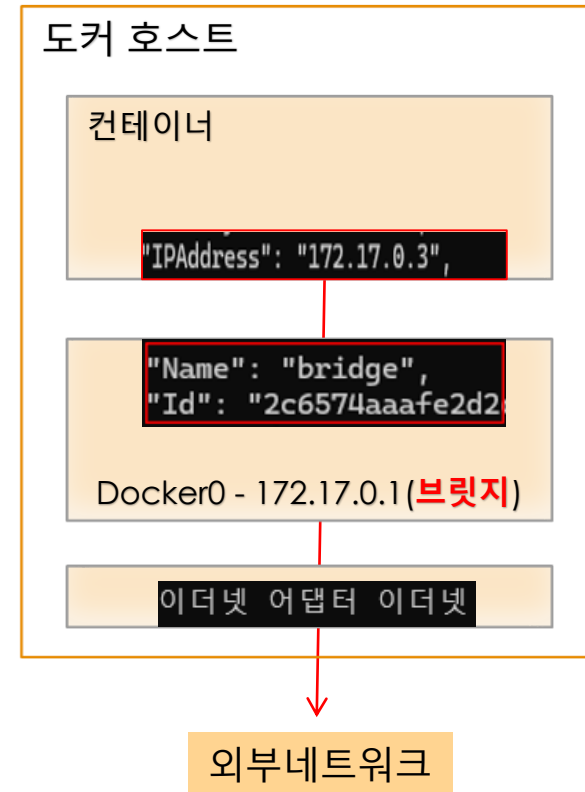 도커 호스트
컨테이너
"IPAddress": "172.17.0.3",
"Name": "bridge",
"Id": "2c6574aaafe2d2
Docker0 - 172.17.0.1(브릿지)
이더넷 어댑터 이더넷
외부네트워크